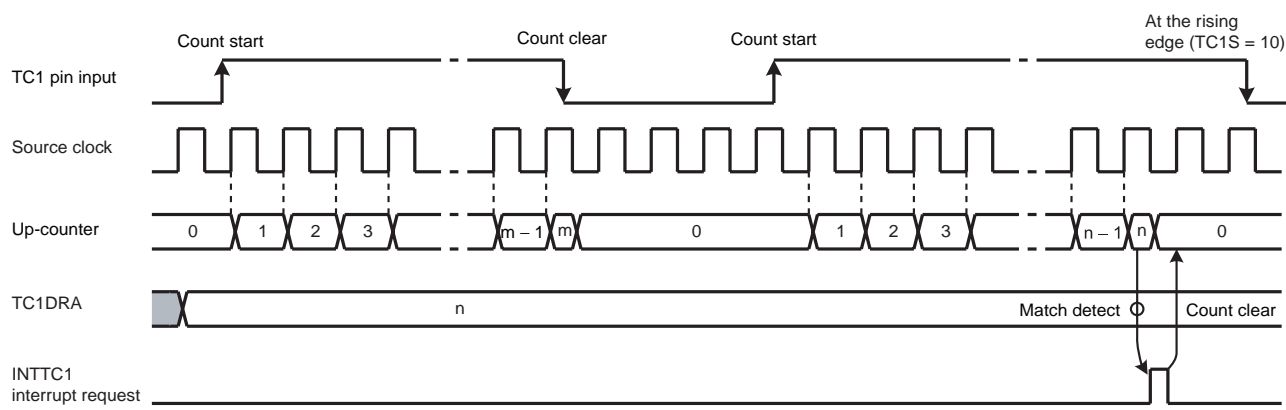 At the rising
edge (TC1S = 10)
Count start
Count clear
Count start
TC1 pin input
Source clock
Up-counter
0 1 2 3 m – 1 m 0 1 2 3 n – 1 n 0
TC1DRA
n
Match detect
Count clear
INTTC1
interrupt request